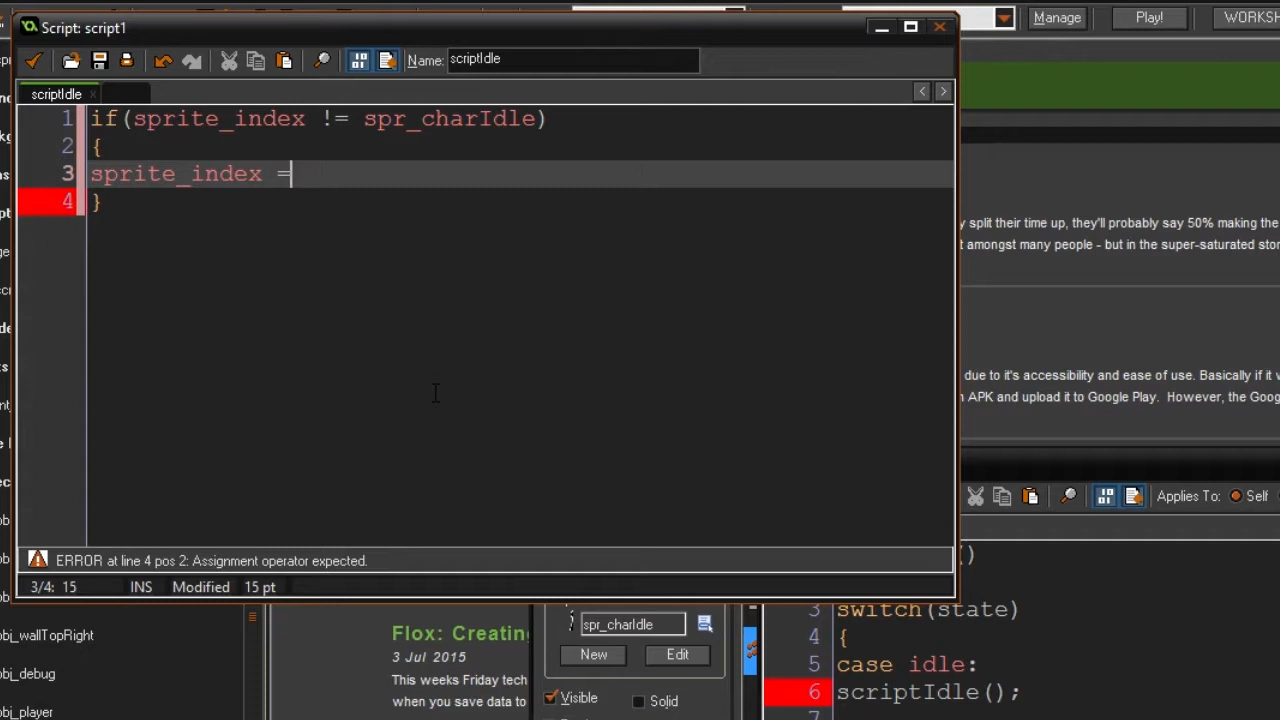 Script: script1
Manage
Play!
WORKSH
Name: scriptIdle
scriptIdle
1 if(sprite_index != spr_charIdle)
2 {
3 sprite_index =
4 }
y split their time up, they'll probably say 50% making the
t amongst many people - but in the super-saturated stor
due to it's accessibility and ease of use. Basically if it w
n APK and upload it to Google Play. However, the Goog
Applies To: Self
ERROR at line 4 pos 2: Assignment operator expected.
3/4: 15 INS Modified 15 pt
obj_wallTopRight
obj_debug
obj_player
Flox: Creating
3 Jul 2015
This weeks Friday tech
when you save data to
spr_charIdle
New Edit
Visible Solid
3 switch(state)
4 {
5 case idle:
6 scriptIdle();
7